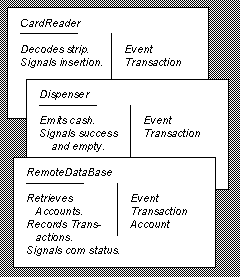 CardReader
Decodes strip.
Signals insertion.
Event
Transaction
Dispenser
Emits cash.
Signals success
and empty.
Event
Transaction
RemoteDataBase
Retrieves
Accounts.
Records Trans-
actions.
Signals com status.
Event
Transaction
Account